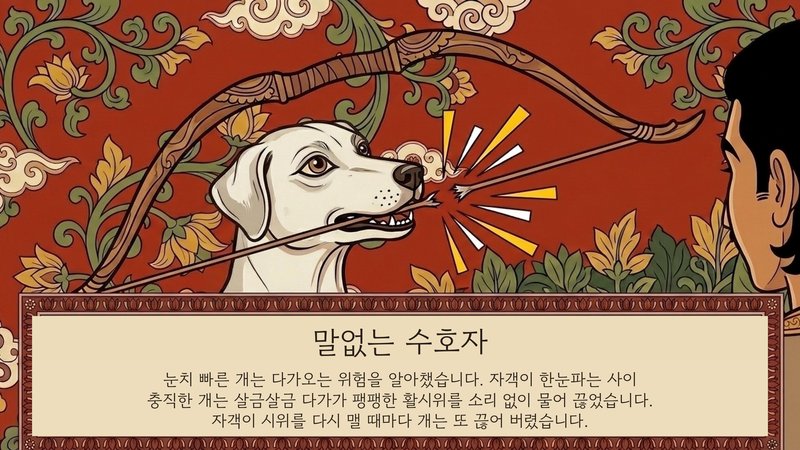 말없는 수호자
눈치 빠른 개는 다가오는 위험을 알아챘습니다. 자객이 한눈파는 사이
충직한 개는 살금살금 다가가 팽팽한 활시위를 소리 없이 물어 끊었습니다.
자객이 시위를 다시 맬 때마다 개는 또 끊어 버렸습니다.